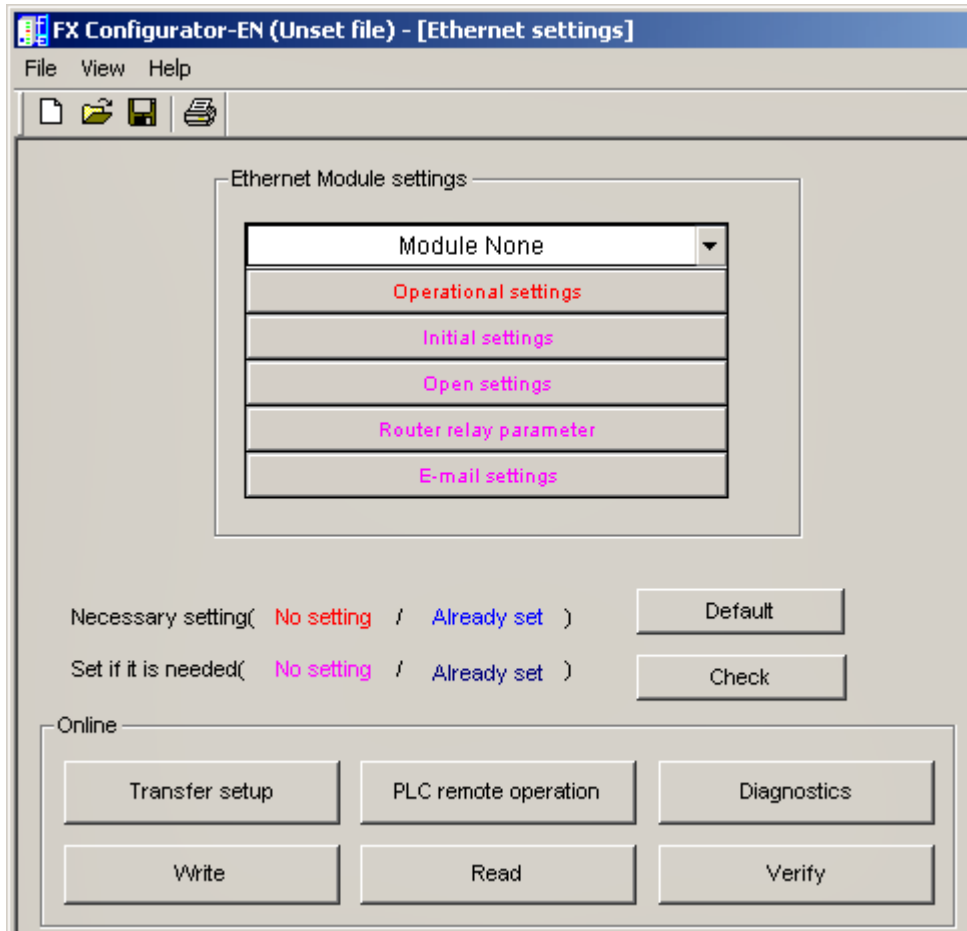 FX Configurator-EN (Unset file) - [Ethernet settings]
File View Help
Ethernet Module settings
Module None
Operational settings
Initial settings
Open settings
Router relay parameter
E-mail settings
Necessary setting( No setting / Already set )
Default
Set if it is needed( No setting / Already set )
Check
Online
Transfer setup PLC remote operation Diagnostics
Write Read Verify